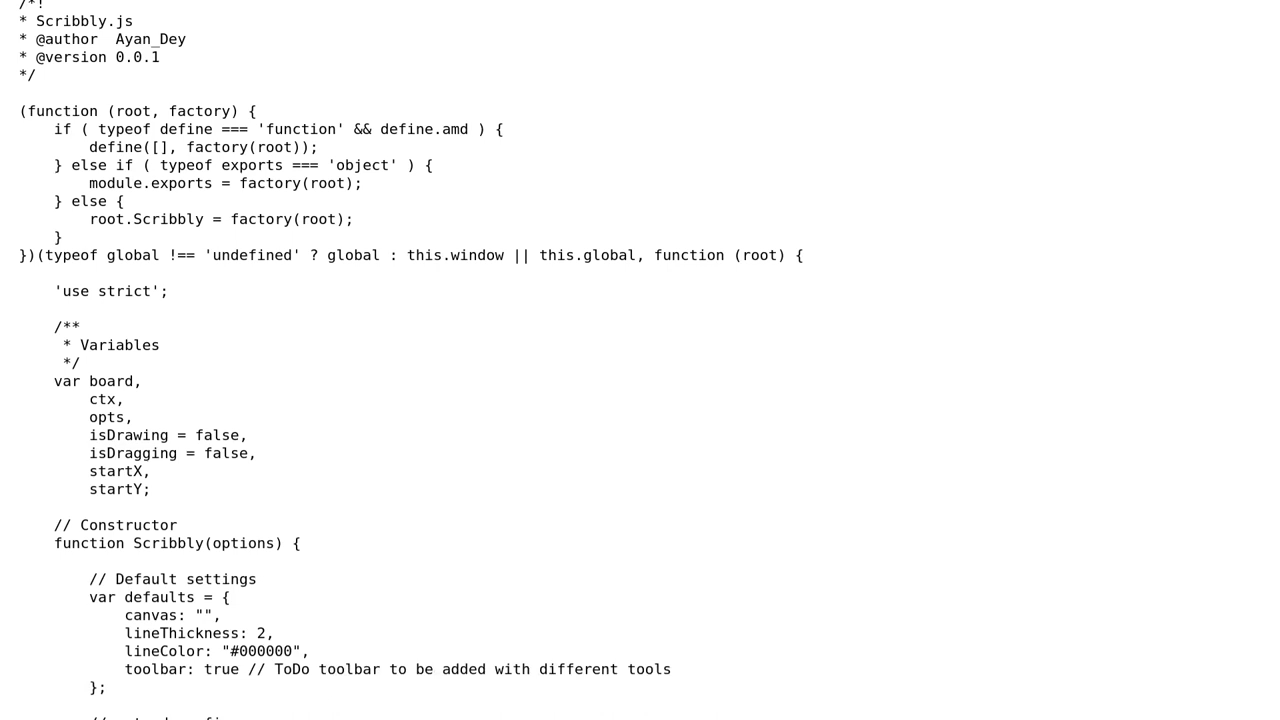 /*!
* Scribbly.js
* @author  Ayan_Dey
* @version 0.0.1
*/

(function (root, factory) {
    if ( typeof define === 'function' && define.amd ) {
        define([], factory(root));
    } else if ( typeof exports === 'object' ) {
        module.exports = factory(root);
    } else {
        root.Scribbly = factory(root);
    }
})(typeof global !== 'undefined' ? global : this.window || this.global, function (root) {

    'use strict';

    /**
     * Variables
     */
    var board,
        ctx,
        opts,
        isDrawing = false,
        isDragging = false,
        startX,
        startY;

    // Constructor
    function Scribbly(options) {

        // Default settings
        var defaults = {
            canvas: "",
            lineThickness: 2,
            lineColor: "#000000",
            toolbar: true // ToDo toolbar to be added with different tools
        };